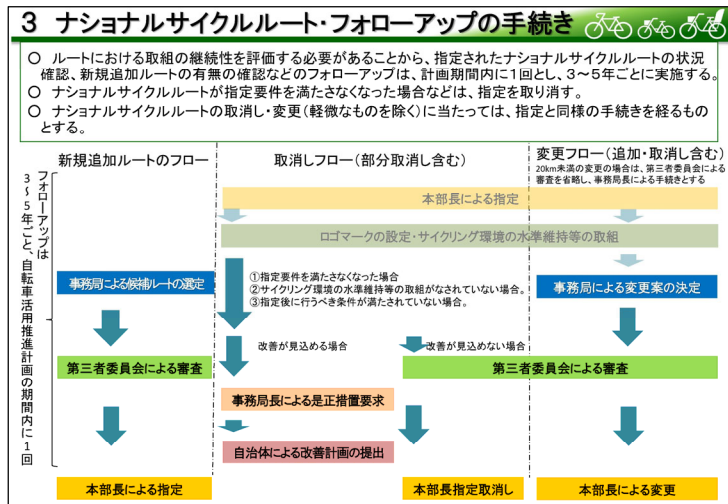 3 ナショナルサイクルルート・フォローアップの手続き
○ ルートにおける取組の継続性を評価する必要があることから、指定されたナショナルサイクルルートの状況
確認、新規追加ルートの有無の確認などのフォローアップは、計画期間内に1回とし、3～5年ごとに実施する。
○ ナショナルサイクルルートが指定要件を満たさなくなった場合などは、指定を取り消す。
○ ナショナルサイクルルートの取消し・変更(軽微なものを除く)に当たっては、指定と同様の手続きを経るもの
とする。
フォローアップは
3～5年ごと、自転車活用推進計画の期間内に1回
新規追加ルートのフロー
取消しフロー(部分取消し含む)
変更フロー(追加・取消し含む)
20km未満の変更の場合は、第三者委員会による
審査を省略し、事務局長による手続きとする
本部長による指定
ロゴマークの設定・サイクリング環境の水準維持等の取組
事務局による候補ルートの選定
①指定要件を満たさなくなった場合
②サイクリング環境の水準維持等の取組がなされていない場合。
③指定後に行うべき条件が満たされていない場合。
事務局による変更案の決定
改善が見込める場合
改善が見込めない場合
第三者委員会による審査
第三者委員会による審査
事務局長による是正措置要求
自治体による改善計画の提出
本部長による指定
本部長指定取消し
本部長による変更